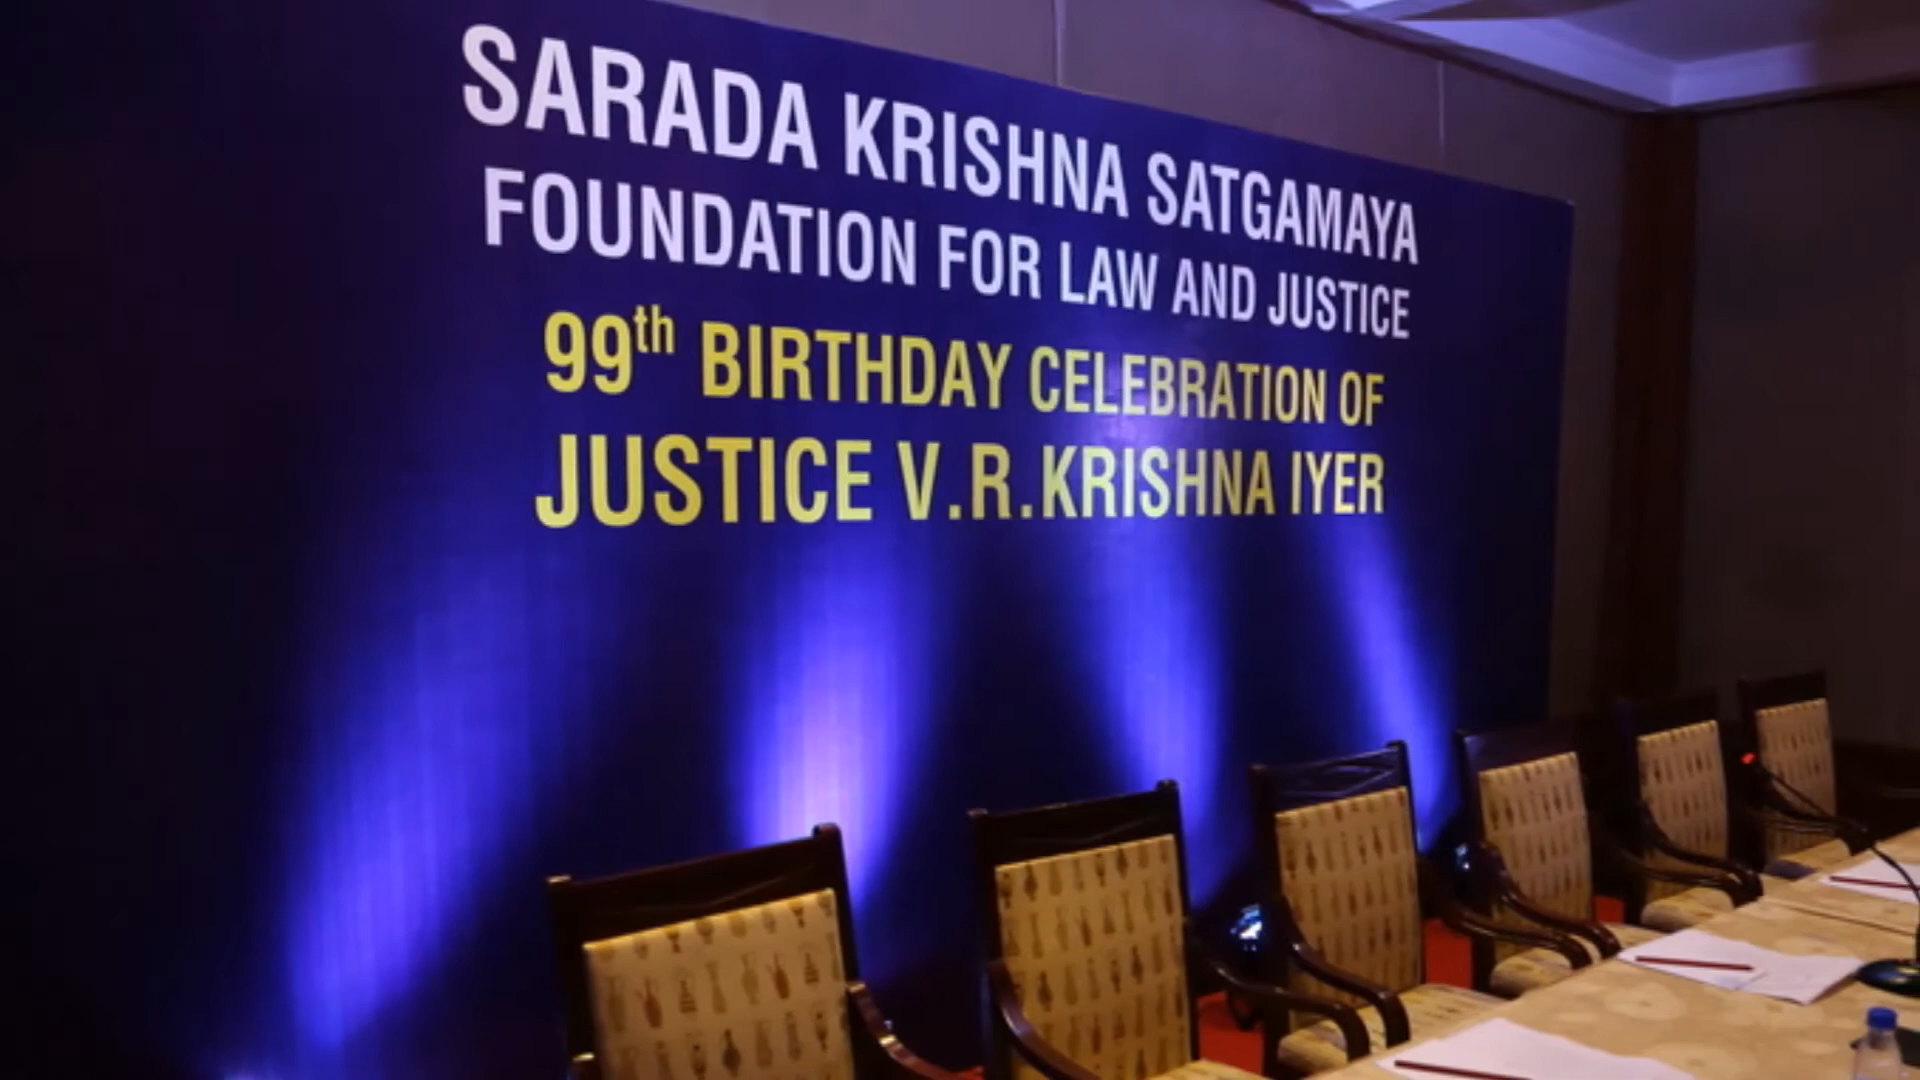 SARADA KRISHNA SATGAMAYA
FOUNDATION FOR LAW AND JUSTICE
99th BIRTHDAY CELEBRATION OF
JUSTICE V.R.KRISHNA IYER